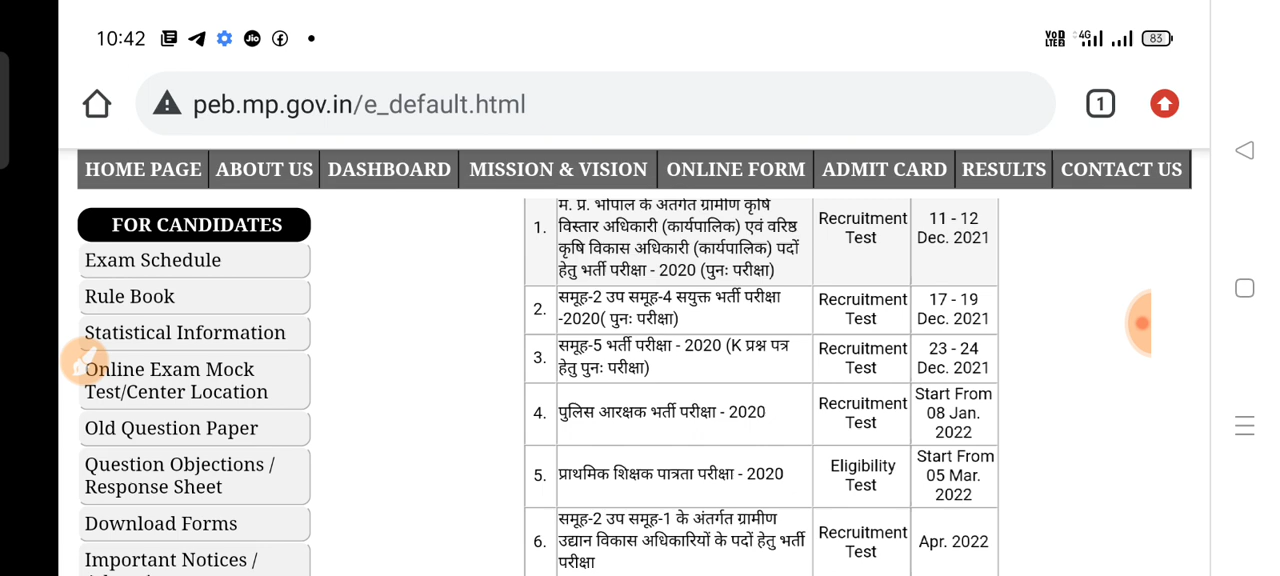 10:42
Jio
VoD LTE2 4G 83
peb.mp.gov.in/e_default.html
1
HOME PAGE ABOUT US DASHBOARD MISSION & VISION ONLINE FORM ADMIT CARD RESULTS CONTACT US
FOR CANDIDATES
Exam Schedule
Rule Book
Statistical Information
Online Exam Mock
Test/Center Location
Old Question Paper
Question Objections /
Response Sheet
Download Forms
Important Notices /
म. प्र. भोपाल के अंतर्गत ग्रामीण कृषि
1. विस्तार अधिकारी (कार्यपालिक) एवं वरिष्ठ
कृषि विकास अधिकारी (कार्यपालिक) पदों
हेतु भर्ती परीक्षा - 2020 (पुनः परीक्षा)
Recruitment
Test
11 - 12
Dec. 2021
2. समूह-2 उप समूह-4 सयुक्त भर्ती परीक्षा
-2020( पुनः परीक्षा)
Recruitment
Test
17 - 19
Dec. 2021
3. समूह-5 भर्ती परीक्षा - 2020 (K प्रश्न पत्र
हेतु पुनः परीक्षा)
Recruitment
Test
23 - 24
Dec. 2021
4. पुलिस आरक्षक भर्ती परीक्षा - 2020
Recruitment
Test
Start From
08 Jan.
2022
5. प्राथमिक शिक्षक पात्रता परीक्षा - 2020
Eligibility
Test
Start From
05 Mar.
2022
6. समूह-2 उप समूह-1 के अंतर्गत ग्रामीण
उद्यान विकास अधिकारियों के पदों हेतु भर्ती
परीक्षा
Recruitment
Test
Apr. 2022